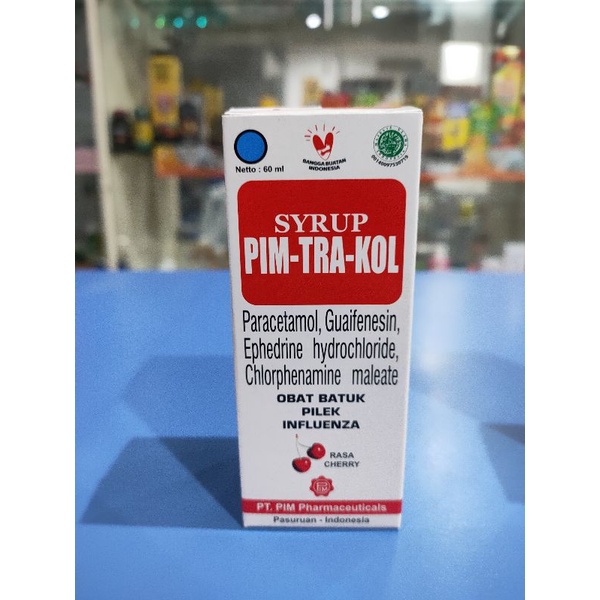 Netto : 60 ml
BANGGA BUATAN
INDONESIA
SYRUP
PIM-TRA-KOL
Paracetamol, Guaifenesin,
Ephedrine hydrochloride,
Chlorphenamine maleate
OBAT BATUK
PILEK
INFLUENZA
RASA
CHERRY
PIM
PT. PIM Pharmaceuticals
Pasuruan - Indonesia